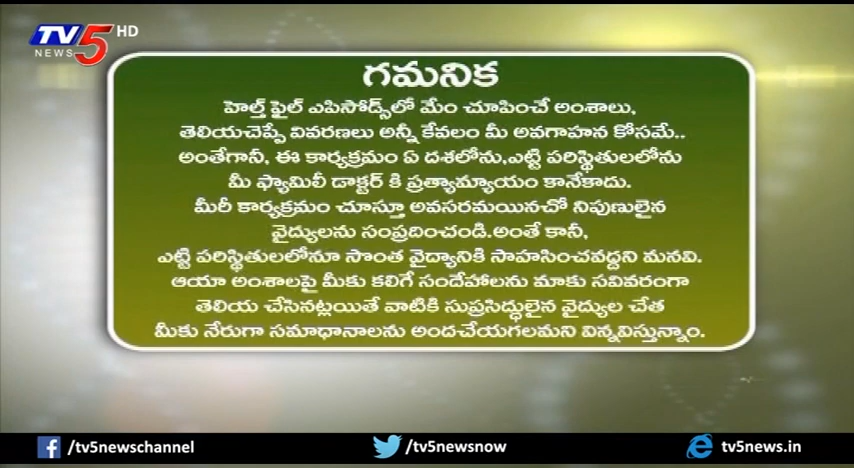 TV5 HD
NEWS
గమనిక
హెల్త్ ఫైల్ ఎపిసోడ్స్‌లో మేం చూపించే అంశాలు,
తెలియచెప్పే వివరణలు అన్నీ కేవలం మీ అవగాహన కోసమే..
అంతేగానీ, ఈ కార్యక్రమం ఏ దశలోను,ఎట్టి పరిస్థితులలోను
మీ ఫ్యామిలీ డాక్టర్ కి ప్రత్యామ్యాయం కానేకాదు.
మీరీ కార్యక్రమం చూస్తూ అవసరమయినచో నిపుణులైన
వైద్యులను సంప్రదించండి.అంతే కానీ,
ఎట్టి పరిస్థితులలోనూ సొంత వైద్యానికి సాహసించవద్దని మనవి.
ఆయా అంశాలపై మీకు కలిగే సందేహాలను మాకు సవివరంగా
తెలియ చేసినట్లయితే వాటికి సుప్రసిద్ధులైన వైద్యుల చేత
మీకు నేరుగా సమాధానాలను అందచేయగలమని విన్నవిస్తున్నాం.
/tv5newschannel /tv5newsnow tv5news.in